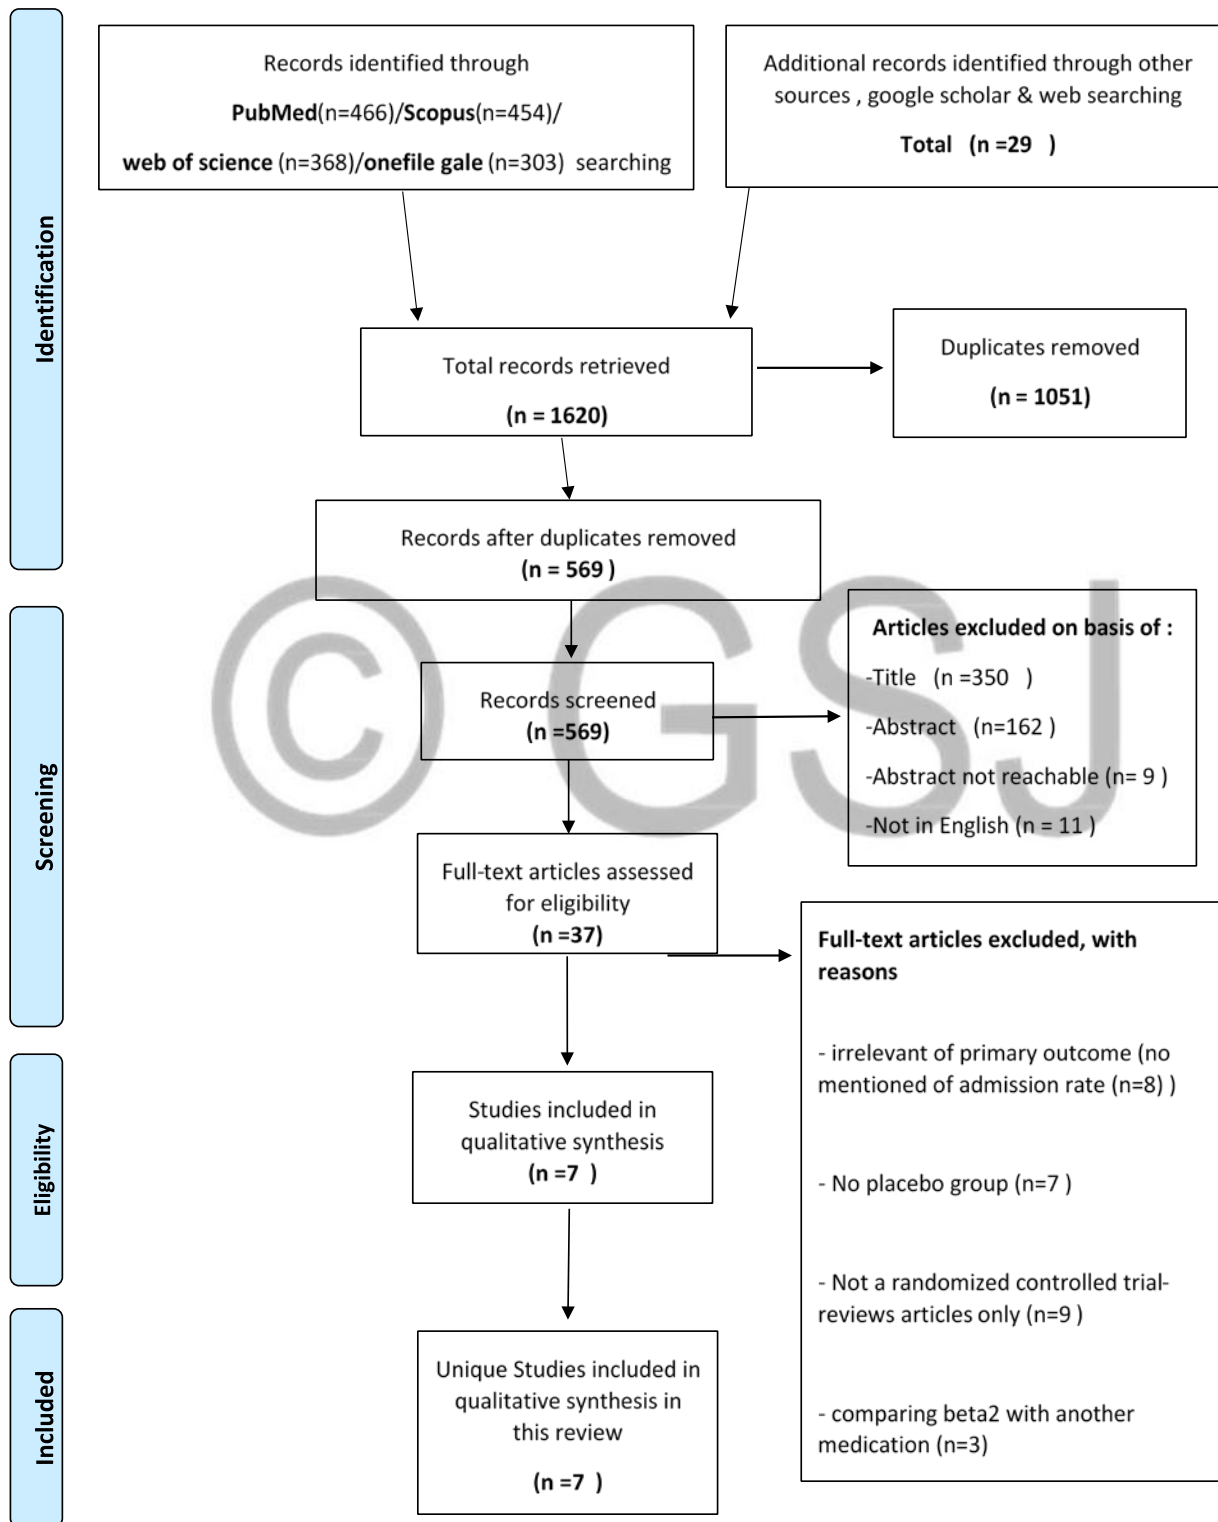 Identification
Records identified through
PubMed(n=466)/Scopus(n=454)/
web of science (n=368)/onefile gale (n=303) searching
Additional records identified through other
sources , google scholar & web searching
Total (n =29 )
Total records retrieved
(n = 1620)
Duplicates removed
(n = 1051)
Records after duplicates removed
(n = 569 )
Screening
Records screened
(n =569)
Articles excluded on basis of :
-Title (n =350 )
-Abstract (n=162 )
-Abstract not reachable (n= 9 )
-Not in English (n = 11 )
Full-text articles assessed
for eligibility
(n =37)
Full-text articles excluded, with
reasons
- irrelevant of primary outcome (no
mentioned of admission rate (n=8) )
- No placebo group (n=7 )
- Not a randomized controlled trial-
reviews articles only (n=9 )
- comparing beta2 with another
medication (n=3)
Eligibility
Studies included in
qualitative synthesis
(n =7 )
Included
Unique Studies included in
qualitative synthesis in
this review
(n =7 )
© GSJ